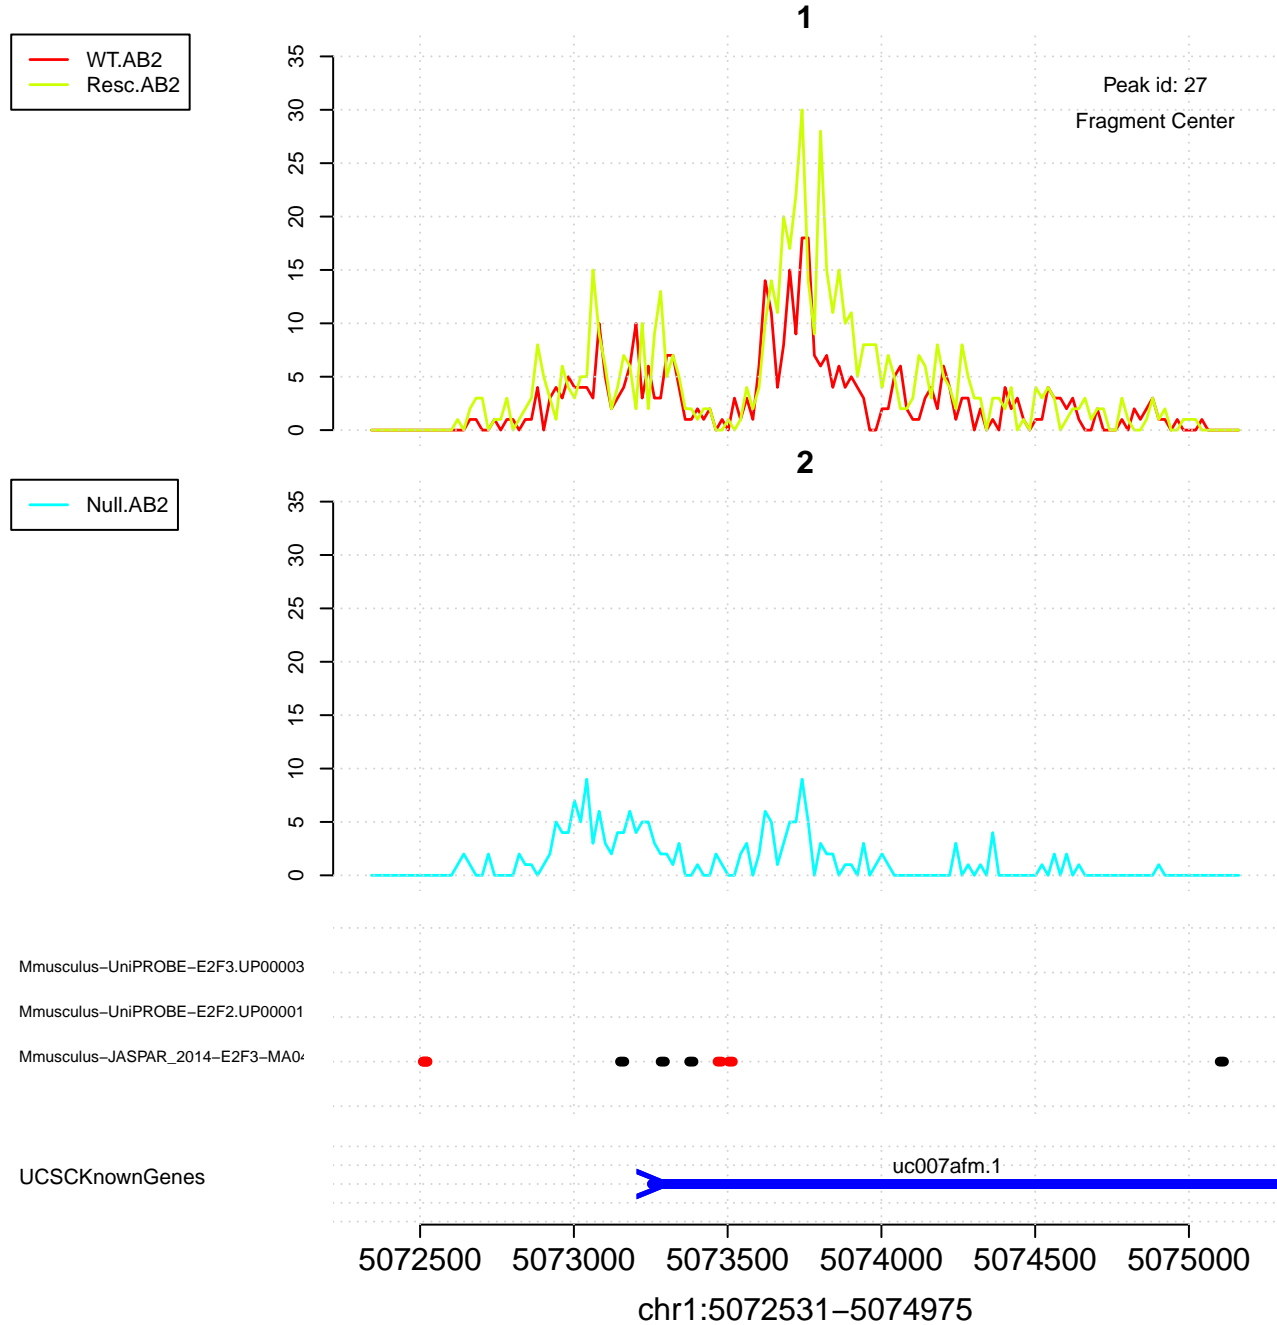 1
WT.AB2
Resc.AB2
Peak id: 27
Fragment Center
35
30
25
20
15
10
5
0
2
Null.AB2
35
30
25
20
15
10
5
0
Mmusculus−UniPROBE−E2F3.UP00003
Mmusculus−UniPROBE−E2F2.UP00001
Mmusculus−JASPAR_2014−E2F3−MA04
UCSCKnownGenes
uc007afm.1
5072500 5073000 5073500 5074000 5074500 5075000
chr1:5072531−5074975